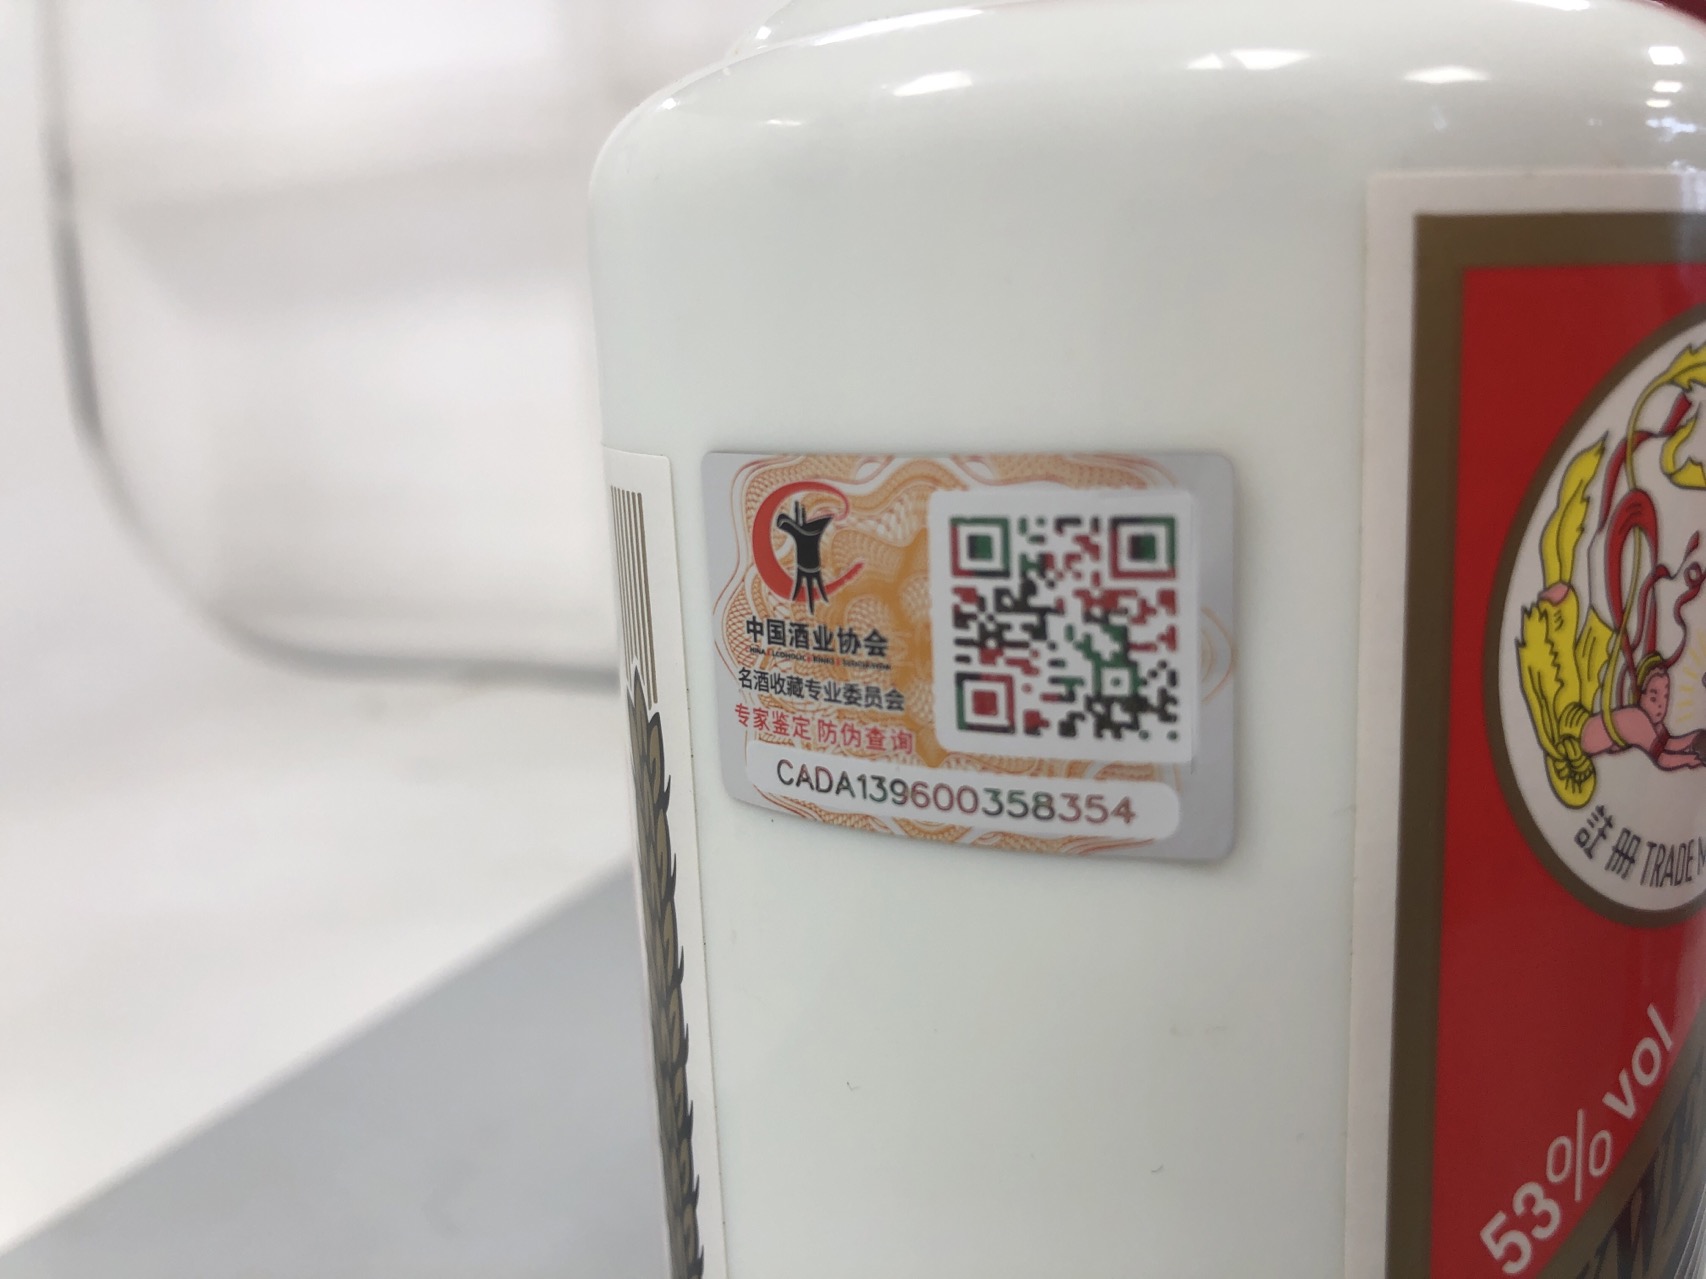 中国酒业协会
名酒收藏专业委员会
专家鉴定 防伪查询
CADA139600358354
註册 TRADE
53% vol